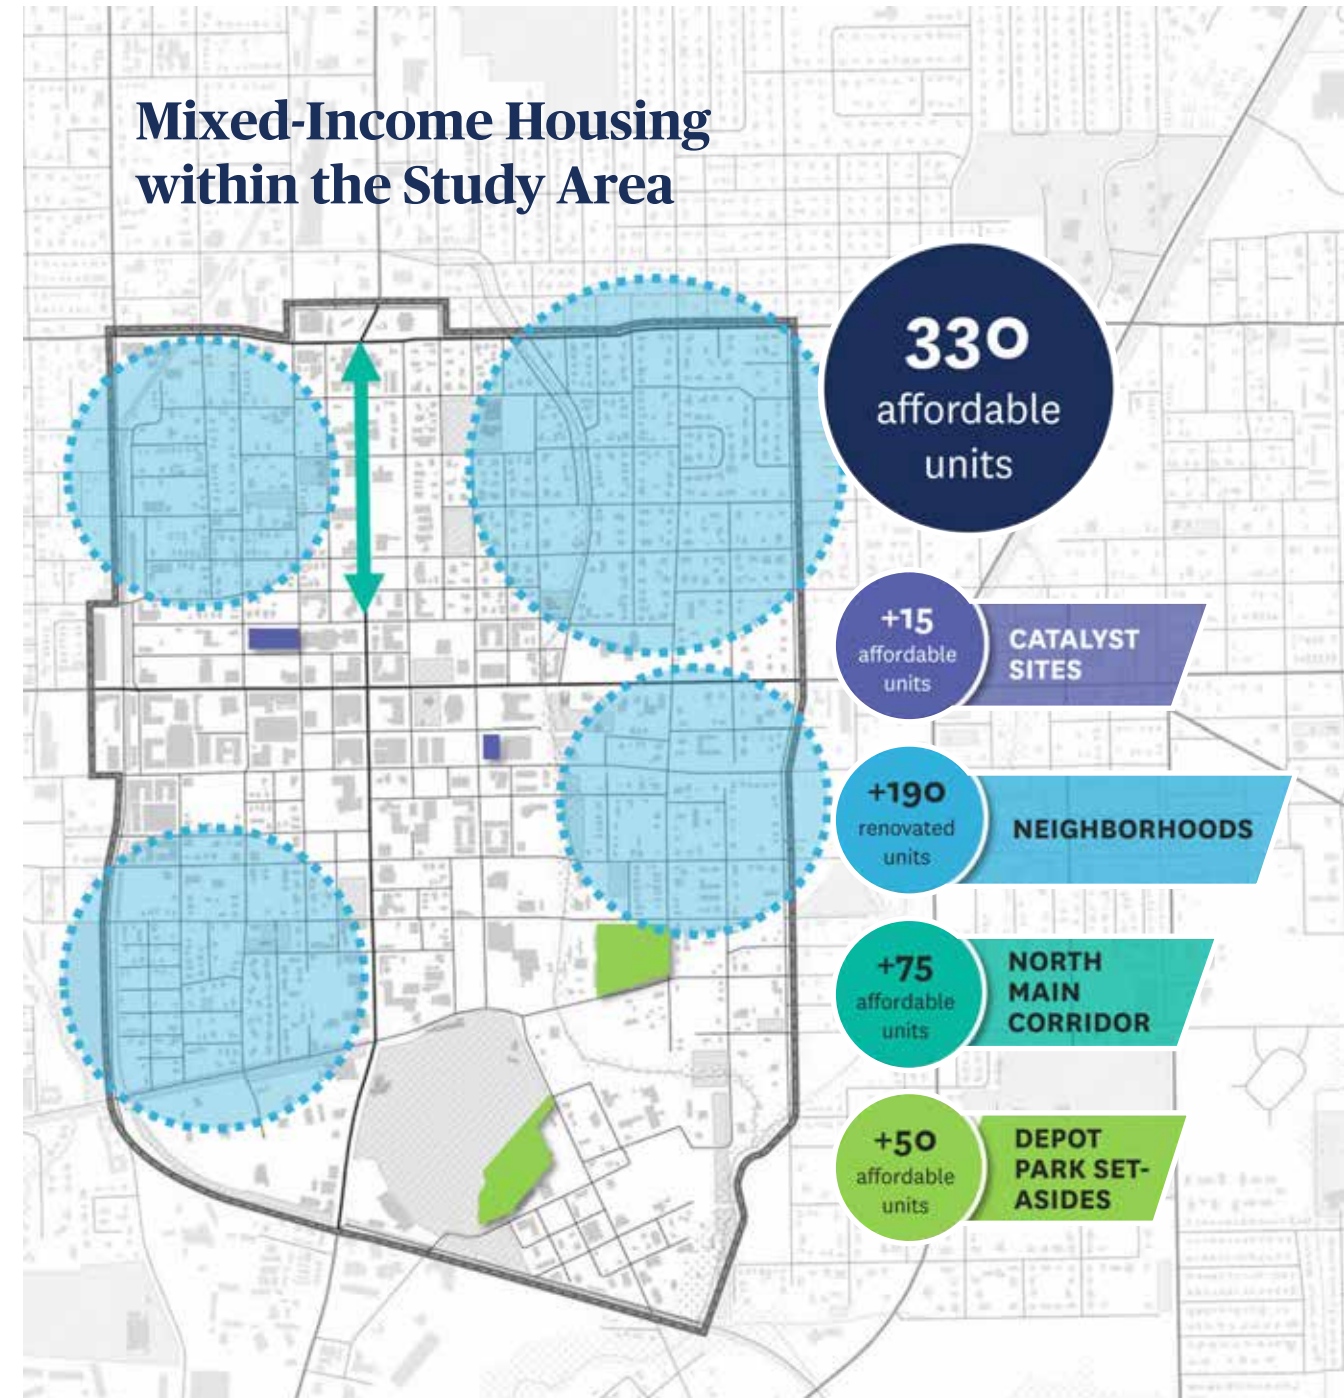 Mixed-Income Housing
within the Study Area
330
affordable
units
+15
affordable
units
CATALYST
SITES
+190
renovated
units
NEIGHBORHOODS
+75
affordable
units
NORTH
MAIN
CORRIDOR
+50
affordable
units
DEPOT
PARK SET-
ASIDES